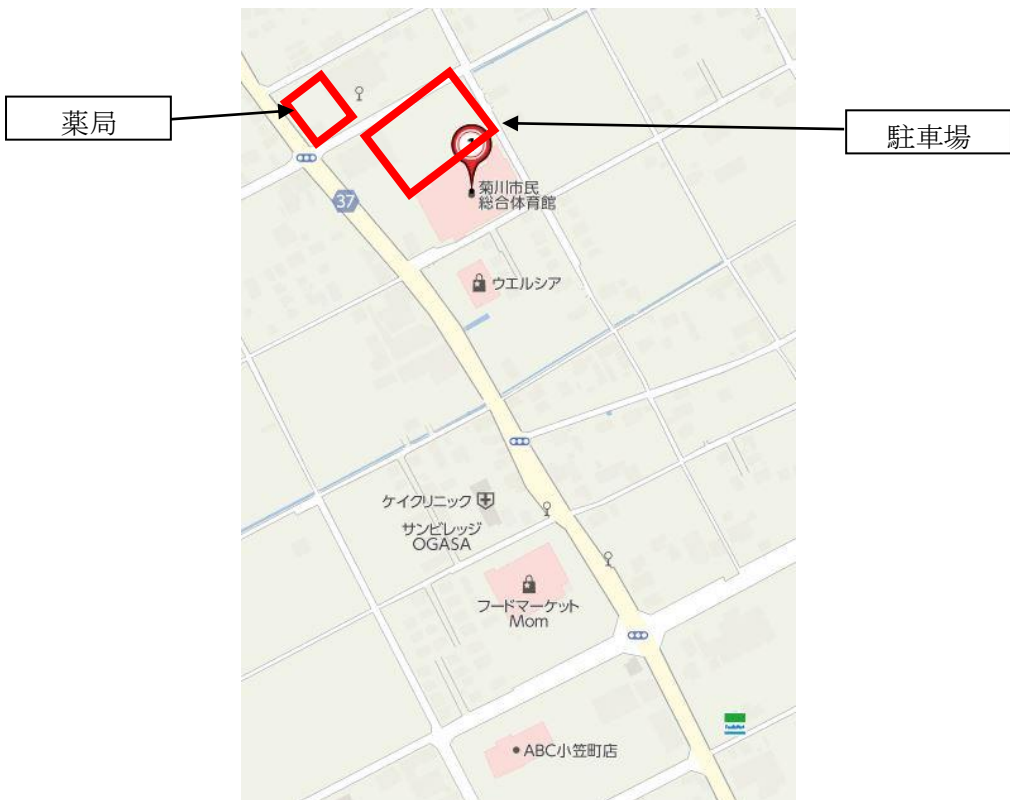 薬局
駐車場
37
菊川市民
総合体育館
ウエルシア
ケイクリニック
サンビレッジ
OGASA
フードマーケット
Mom
FamilyMart
ABC小笠町店